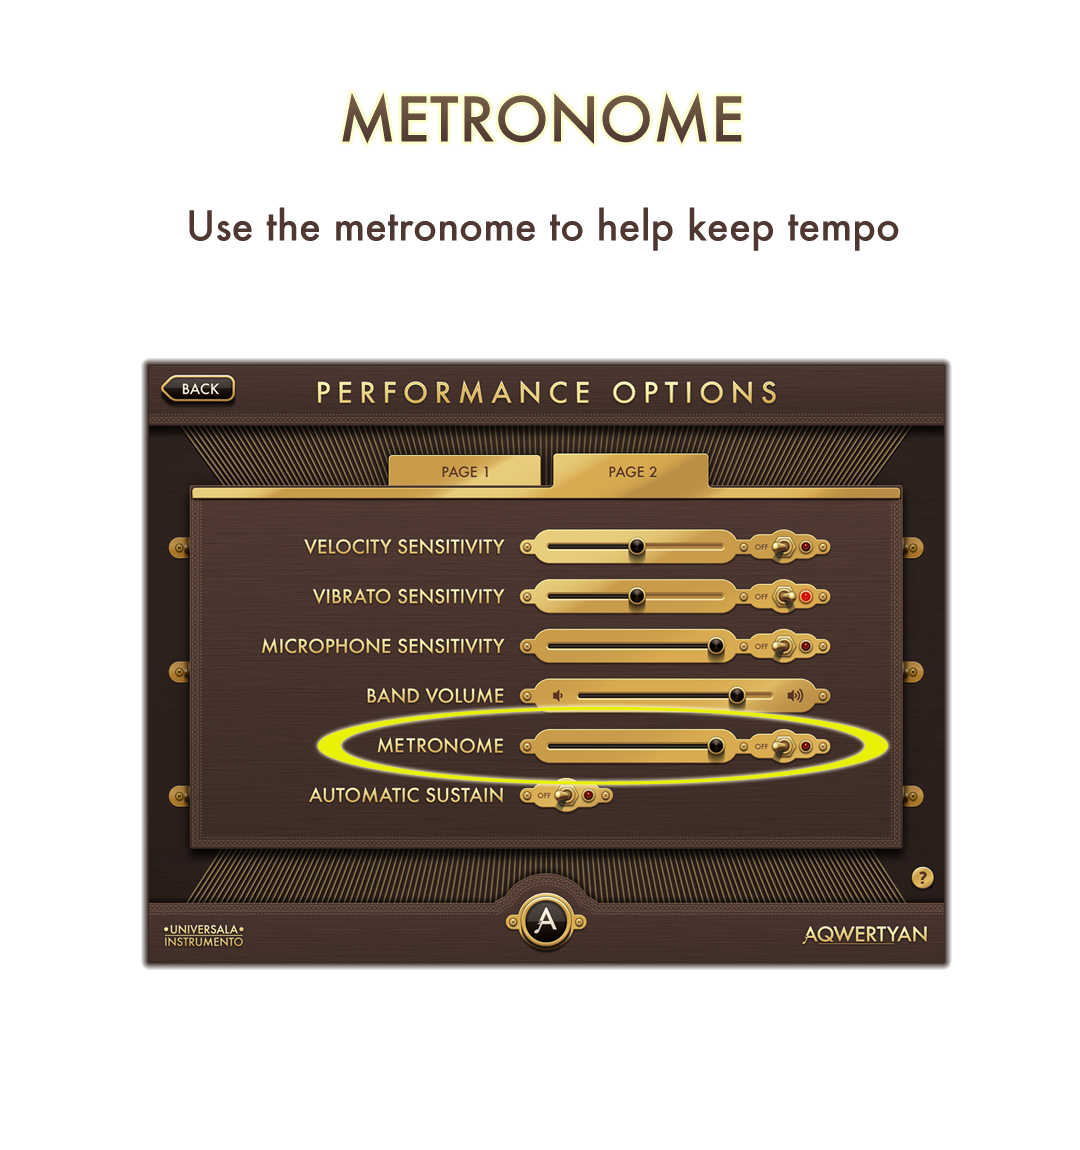 METRONOME
Use the metronome to help keep tempo
BACK
PERFORMANCE OPTIONS
PAGE 1
PAGE 2
VELOCITY SENSITIVITY
OFF
VIBRATO SENSITIVITY
OFF
MICROPHONE SENSITIVITY
OFF
BAND VOLUME
METRONOME
OFF
AUTOMATIC SUSTAIN
OFF
?
A
•UNIVERSALA•
INSTRUMENTO
AQWERTYAN